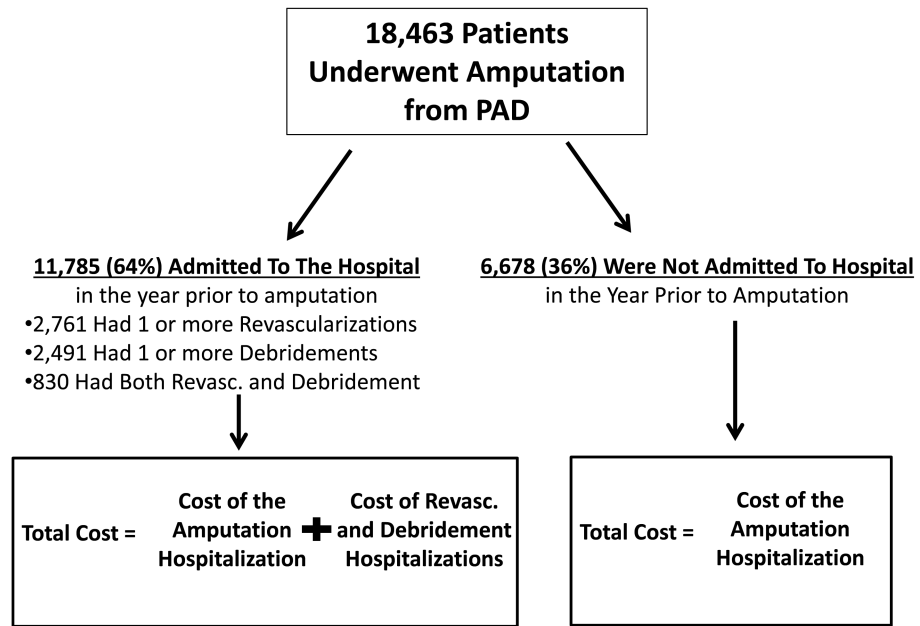 18,463 Patients
Underwent Amputation
from PAD
11,785 (64%) Admitted To The Hospital
in the year prior to amputation
•2,761 Had 1 or more Revascularizations
•2,491 Had 1 or more Debridements
•830 Had Both Revasc. and Debridement
6,678 (36%) Were Not Admitted To Hospital
in the Year Prior to Amputation
Total Cost =
Cost of the
Amputation
Hospitalization
+
Cost of Revasc.
and Debridement
Hospitalizations
Total Cost =
Cost of the
Amputation
Hospitalization